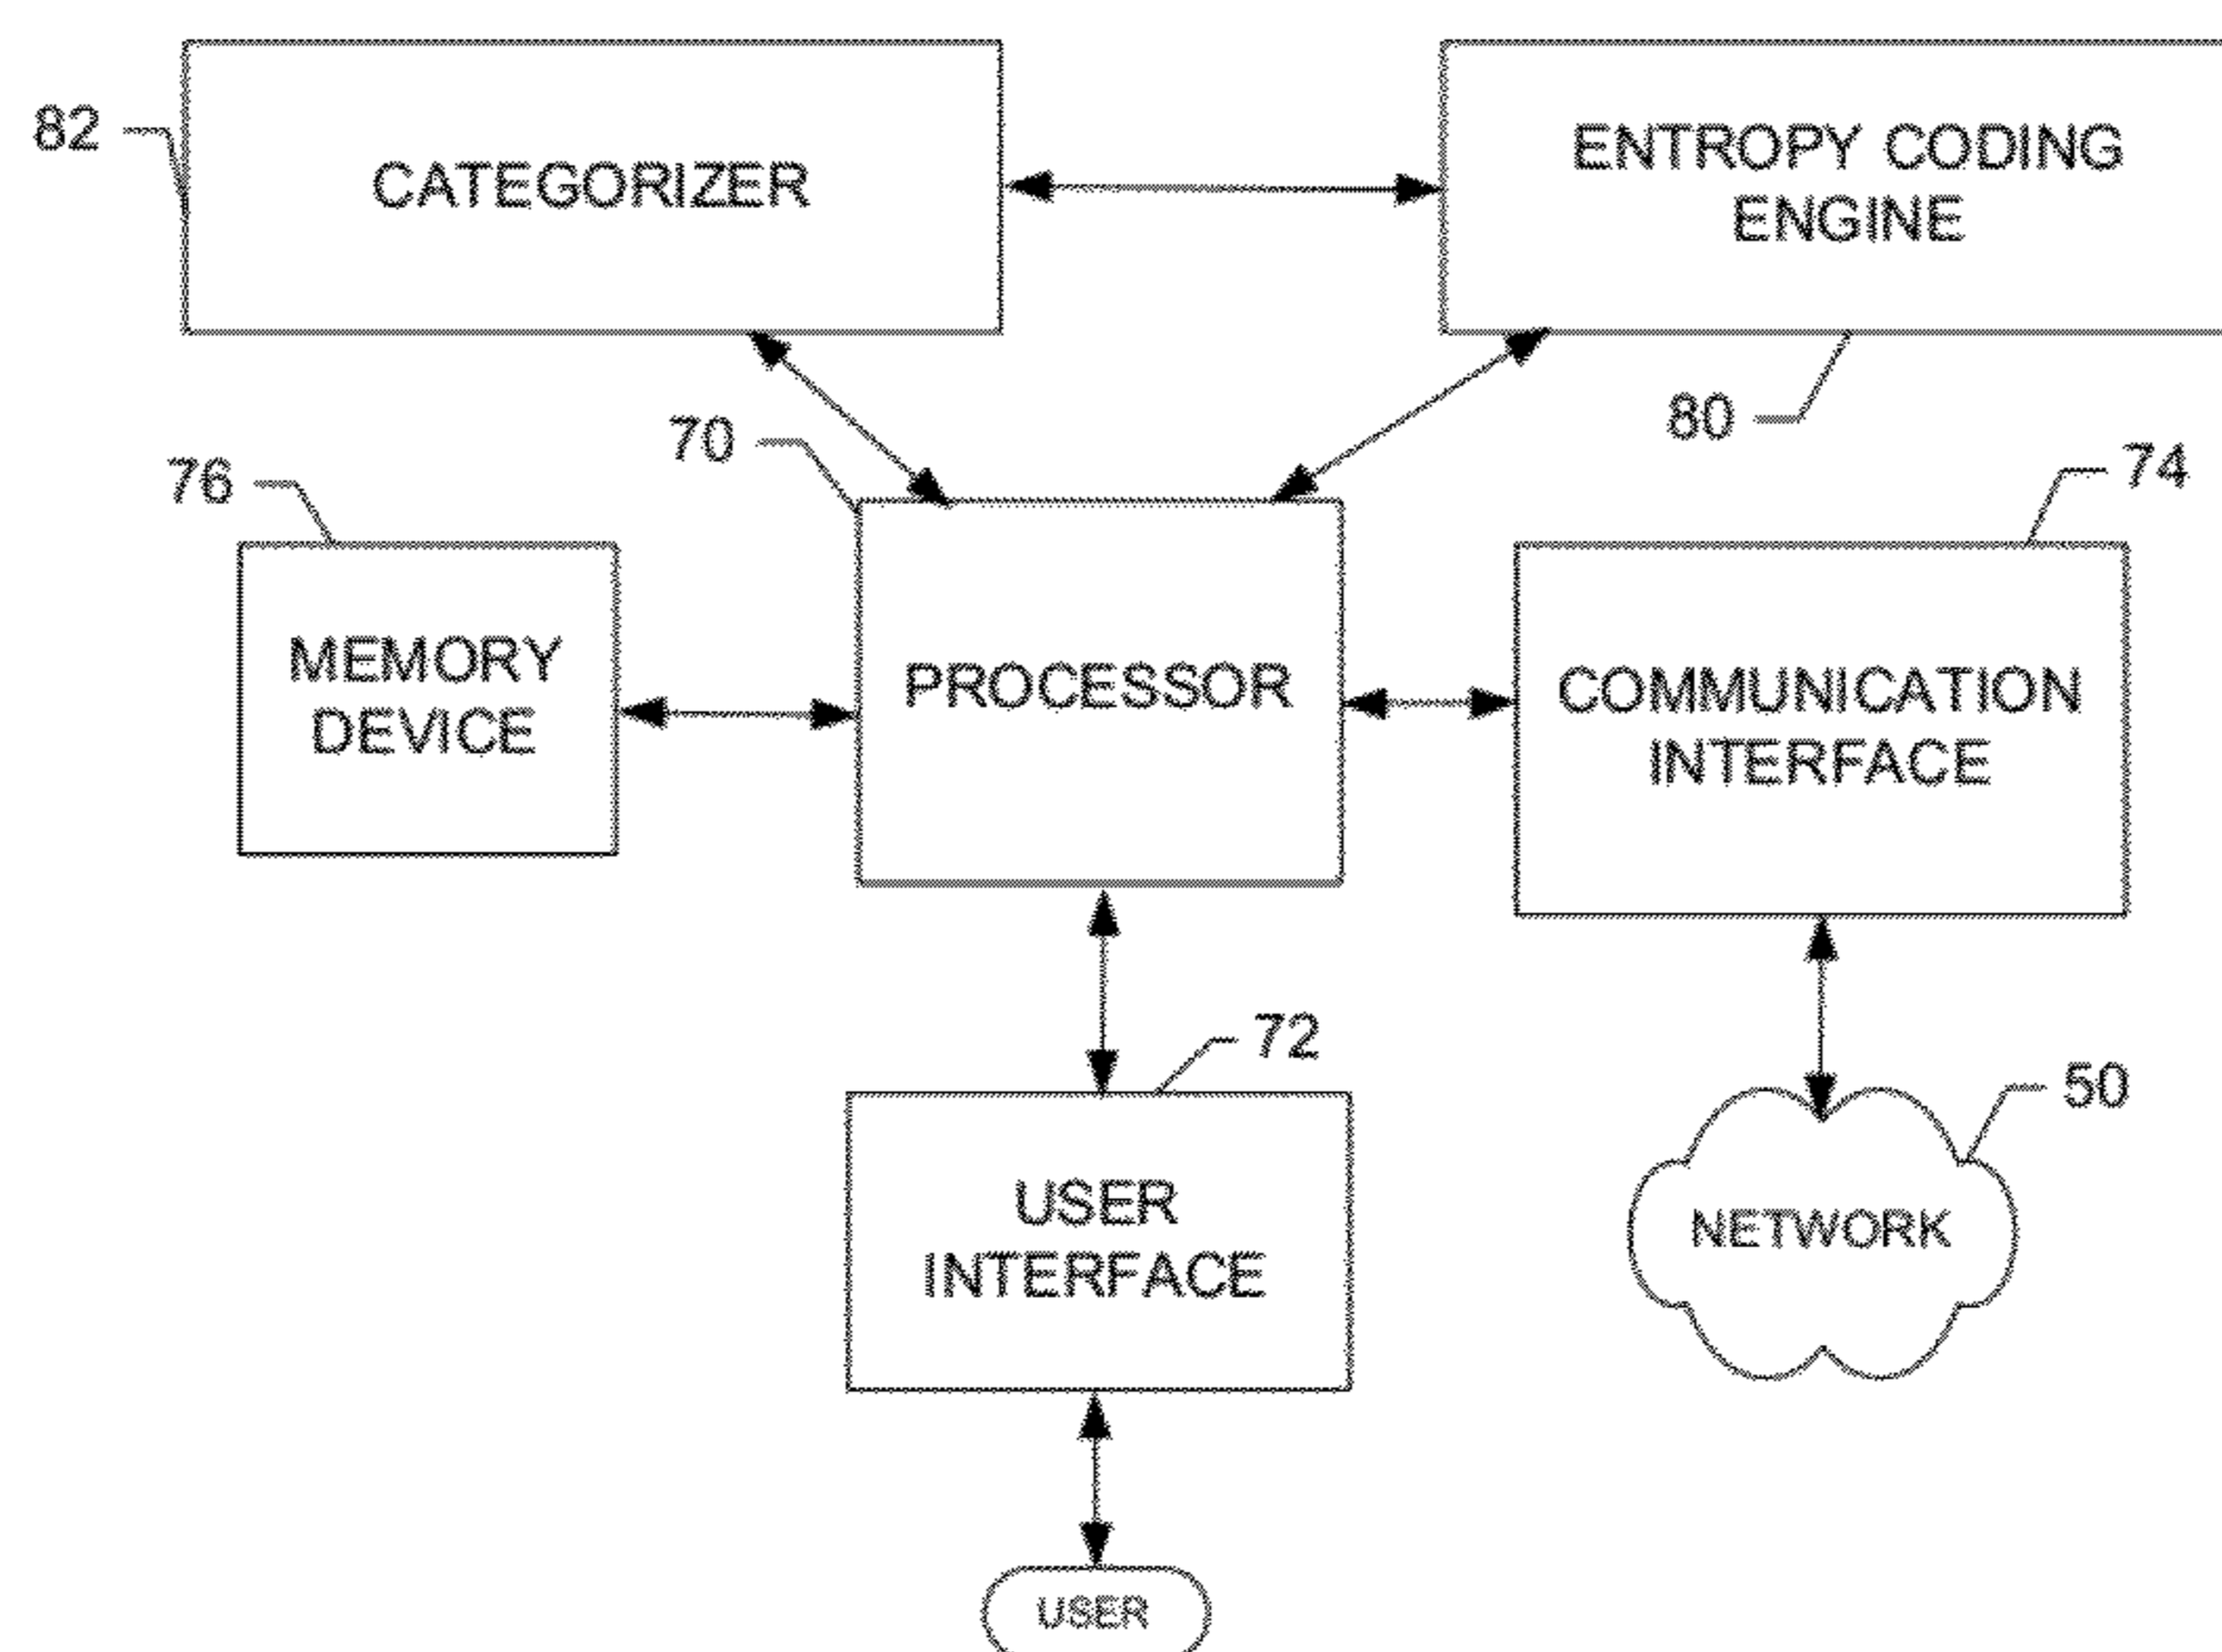 82
CATEGORIZER
ENTROPY CODING
ENGINE
80
70
76
74
MEMORY
DEVICE
PROCESSOR
COMMUNICATION
INTERFACE
72
50
USER
INTERFACE
NETWORK
USER